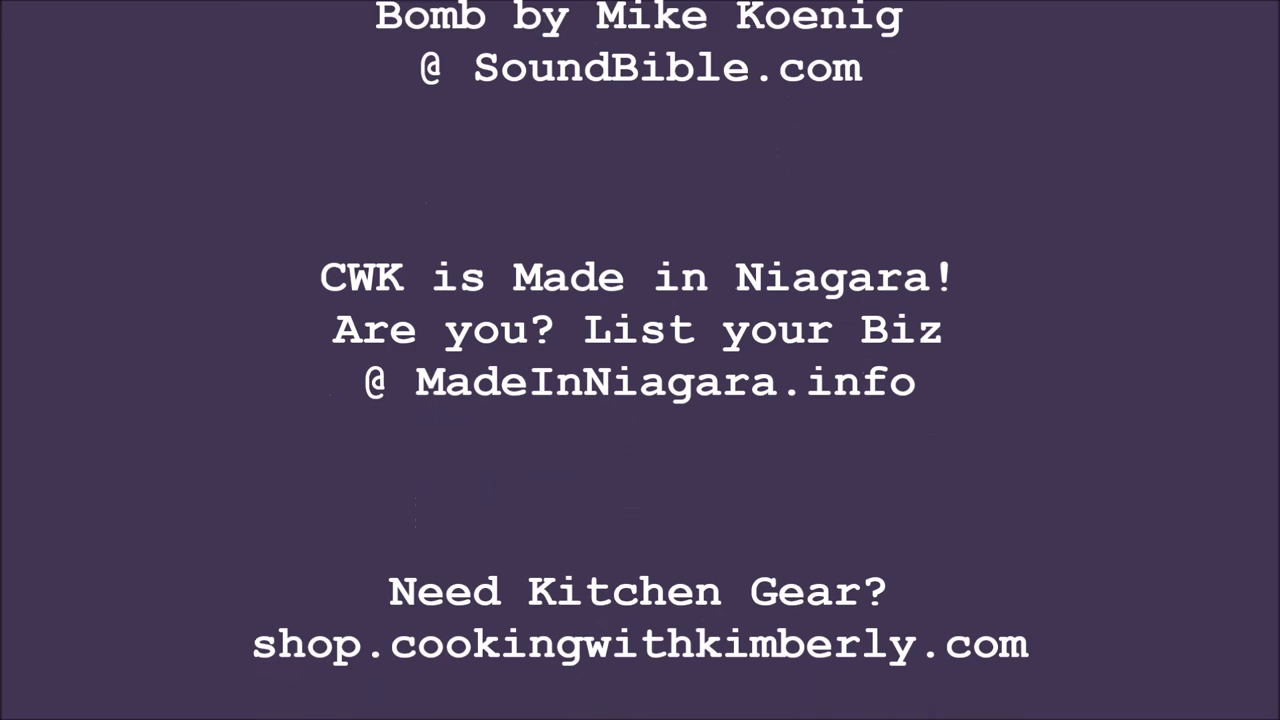 Bomb by Mike Koenig
@ SoundBible.com
CWK is Made in Niagara!
Are you? List your Biz
@ MadeInNiagara.info
Need Kitchen Gear?
shop.cookingwithkimberly.com